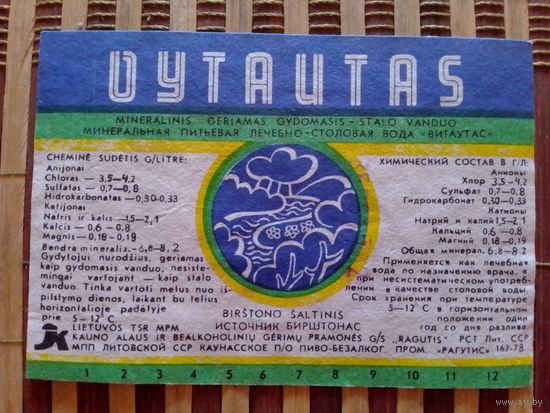 VYTAUTAS
MINERALINIS GERIAMAS GYDOMASIS-STALO VANDUO
МИНЕРАЛЬНАЯ ПИТЬЕВАЯ ЛЕЧЕБНО-СТОЛОВАЯ ВОДА «ВИТАУТАС»
CHEMINĖ SUDĖTIS G/LITRE:
Anijonai
Chloras — 3,5-4,2
Sulfatas — 0,7-0,8
Hidrokarbonatas — 0,30-0,33
Katijonai
Natris ir kalis -1,5-2,1
Kalcis — 0,6 - 0,8
Magnis — 0,18 - 0,19
Bendra mineraliz. -6,8-8,2
Gydytojui nurodžius, geriamas
kaip gydomasis vanduo, nesiste-
mingai vartojant — kaip stalo
vanduo. Tinka vartoti metus nuo iš-
pilstymo dienos, laikant bu telius
horizontalioje padėtyje
prie 5—12°C.
ХИМИЧЕСКИЙ СОСТАВ В Г/Л:
Анионы
Хлор 3,5-4,2
Сульфат 0,7-0,8
Гидрокарбонат 0,30-0,33
Катионы
Натрий и калий 1,5-2,1
Кальций 0,6-0,8
Магний 0,18-0,19
Общая минерал. 6,8-8,2
Применяется как лечебная
вода по назначению врача, а
при несистематическом употреб-
лении в качестве столовой воды.
Срок хранения при температуре
5—12°С в горизонтальном
положении один
год со дня разлива
BIRŠTONO ŠALTINIS
ИСТОЧНИК БИРШТОНАС
LIETUVOS TSR MPM
KAUNO ALAUS IR BEALKOHOLINIŲ GĖRIMŲ PRAMONĖS G/S „RAGUTIS" РСТ Лит. ССР
МПП ЛИТОВСКОЙ ССР КАУНАССКОЕ П/О ПИВО-БЕЗАЛКОГ. ПРОМ. „РАГУТИС" 162-78
1 2 3 4 5 6 7 8 9 10 11 12
www.ay.by